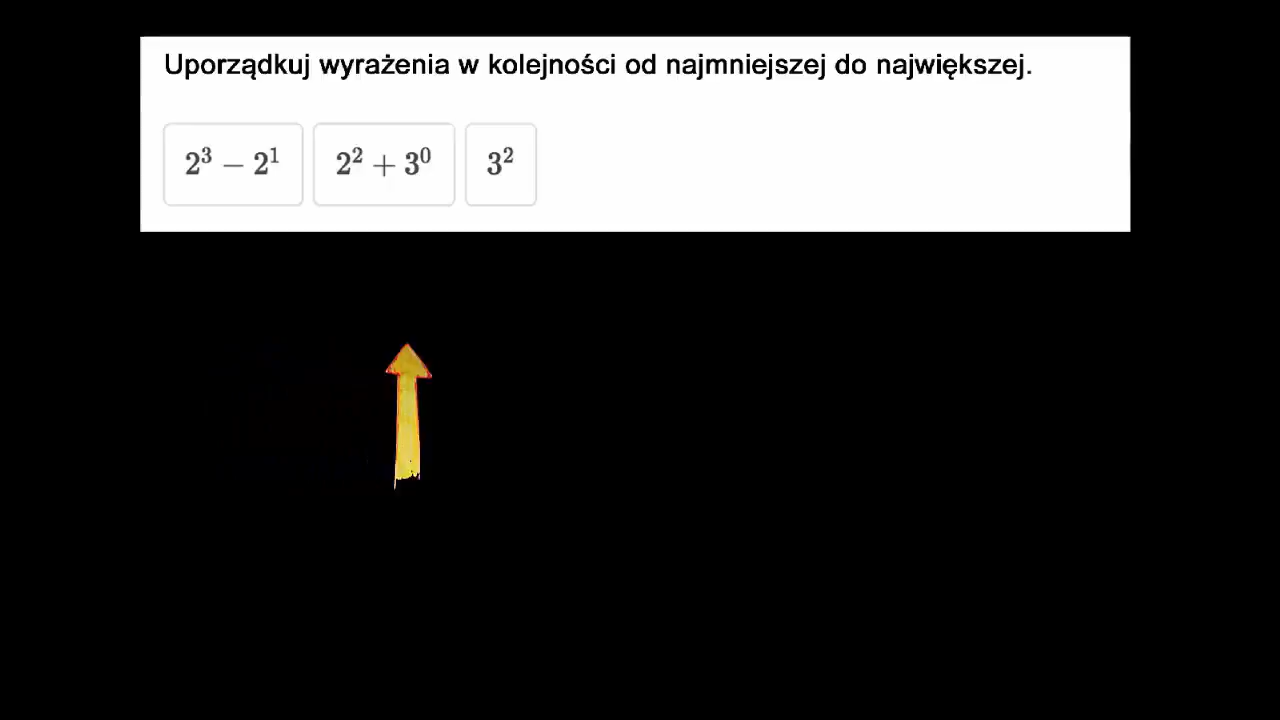 Uporządkuj wyrażenia w kolejności od najmniejszej do największej.
2³ − 2¹ 2² + 3⁰ 3²